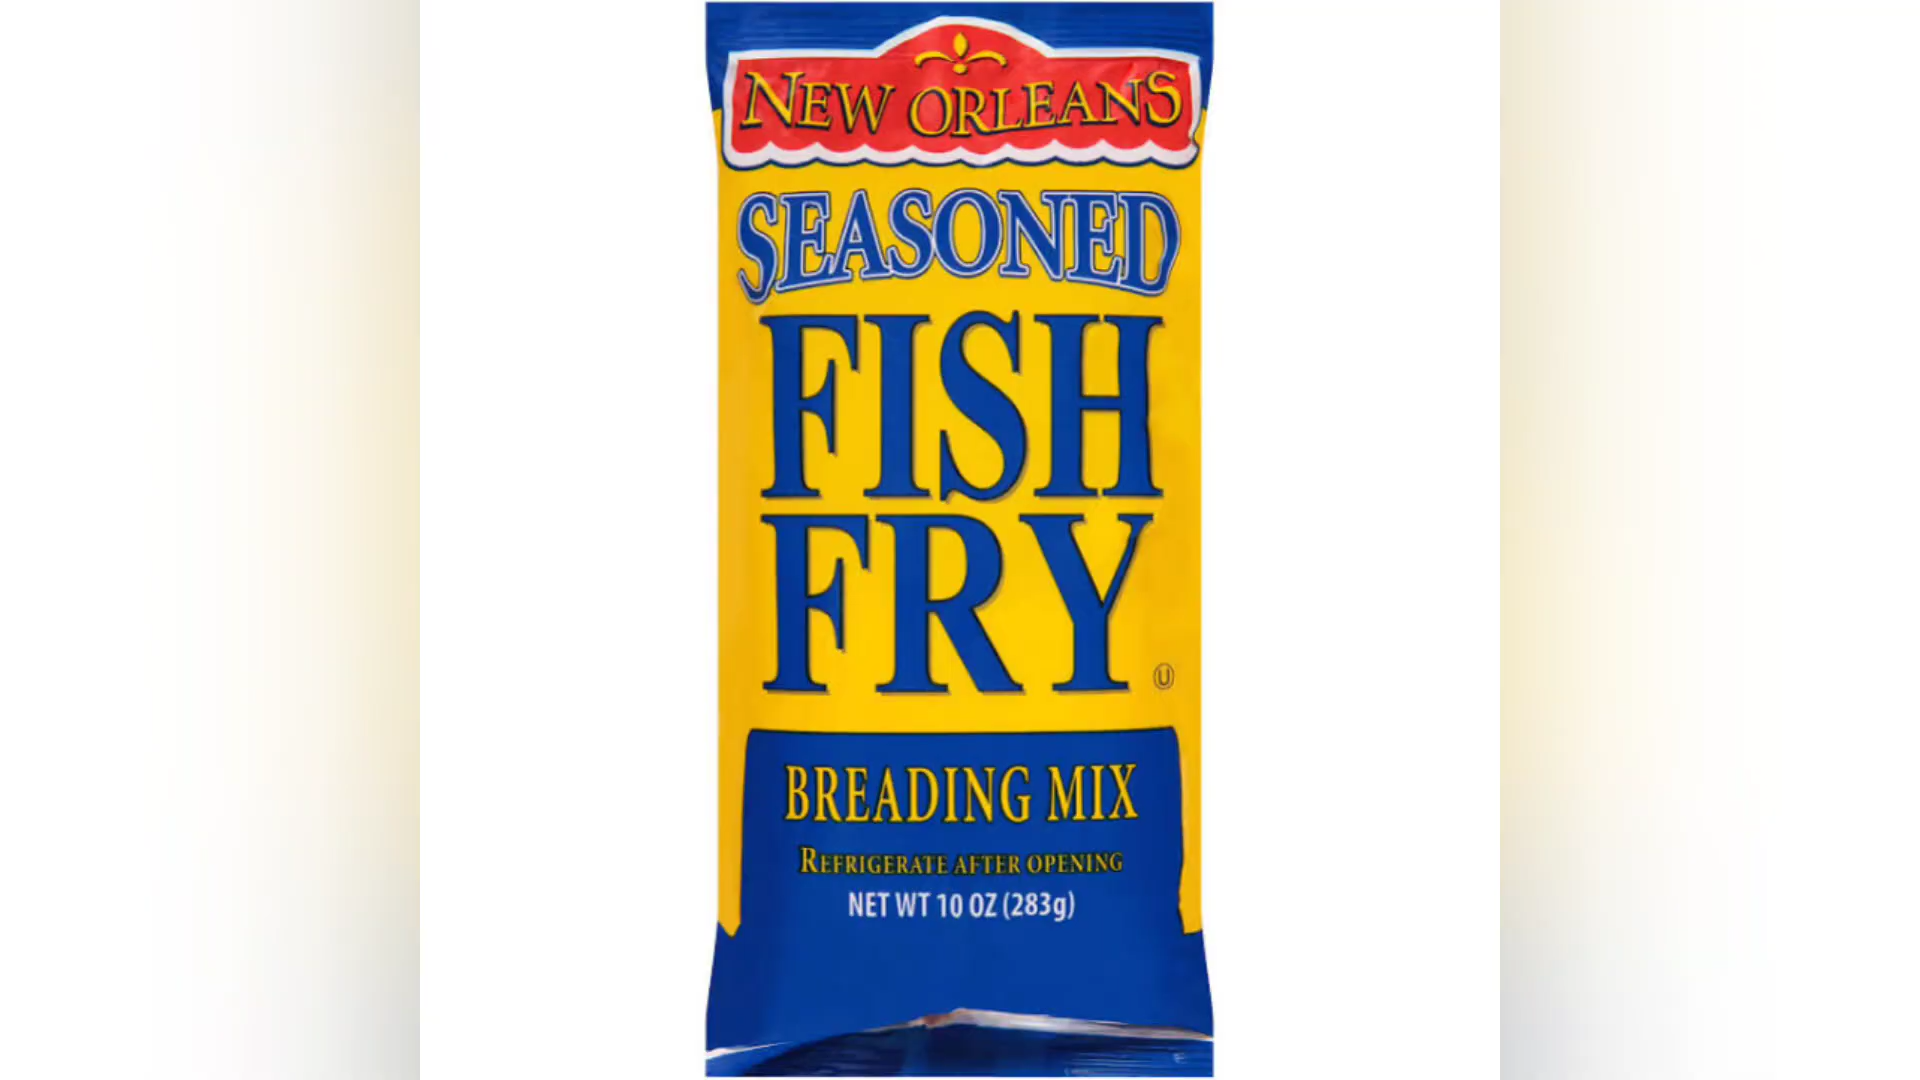 NEW ORLEANS
SEASONED
FISH
FRY
U
BREADING MIX
REFRIGERATE AFTER OPENING
NET WT 10 OZ (283g)